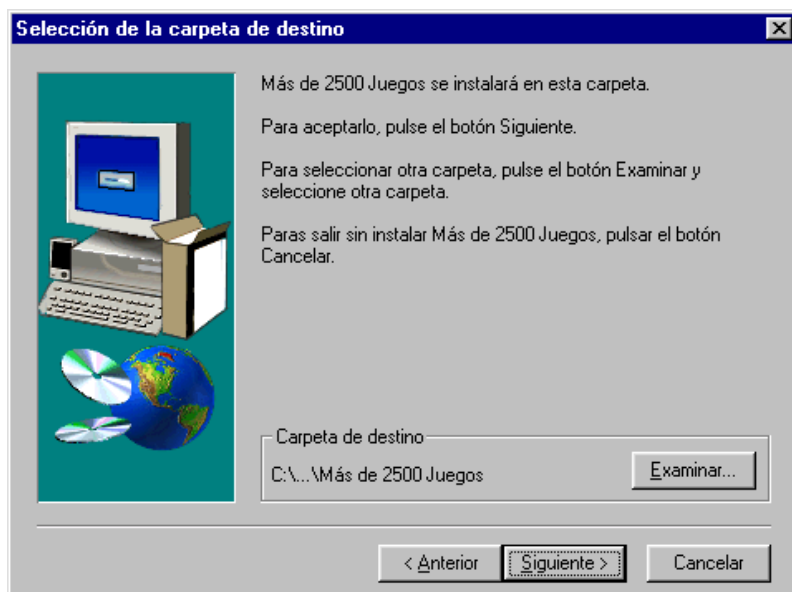 Selección de la carpeta de destino
Más de 2500 Juegos se instalará en esta carpeta.
Para aceptarlo, pulse el botón Siguiente.
Para seleccionar otra carpeta, pulse el botón Examinar y
seleccione otra carpeta.
Paras salir sin instalar Más de 2500 Juegos, pulsar el botón
Cancelar.
Carpeta de destino
C:\...\Más de 2500 Juegos
Examinar...
< Anterior
Siguiente >
Cancelar